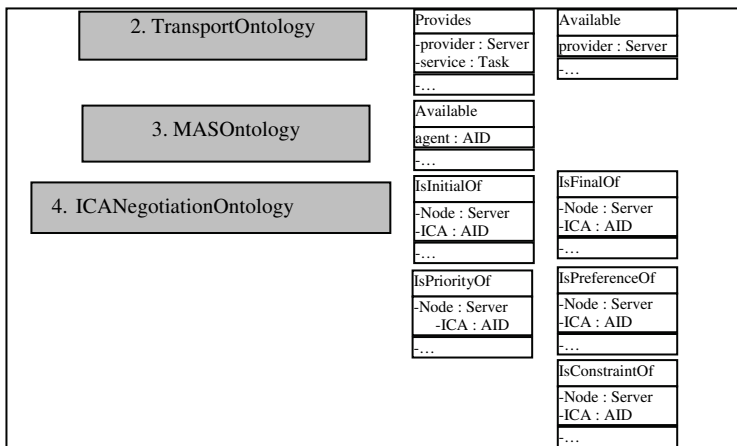 2. TransportOntology
Provides
-provider : Server
-service : Task
-…
Available
provider : Server
-…
3. MASOntology
Available
agent : AID
-…
4. ICANegotiationOntology
IsInitialOf
-Node : Server
-ICA : AID
-…
IsFinalOf
-Node : Server
-ICA : AID
-…
IsPriorityOf
-Node : Server
-ICA : AID
-…
IsPreferenceOf
-Node : Server
-ICA : AID
-…
IsConstraintOf
-Node : Server
-ICA : AID
-…